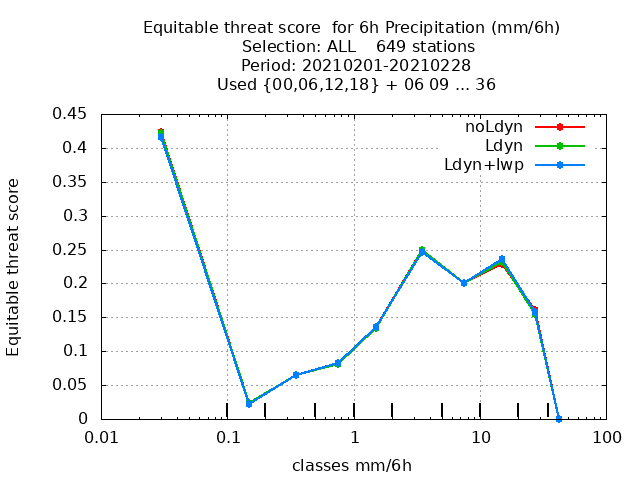 Equitable threat score  for 6h Precipitation (mm/6h)
Selection: ALL    649 stations
Period: 20210201-20210228
Used {00,06,12,18} + 06 09 ... 36
noLdyn
Ldyn
Ldyn+lwp
Equitable threat score
0.45
0.4
0.35
0.3
0.25
0.2
0.15
0.1
0.05
0
0.01
0.1
1
10
100
classes mm/6h